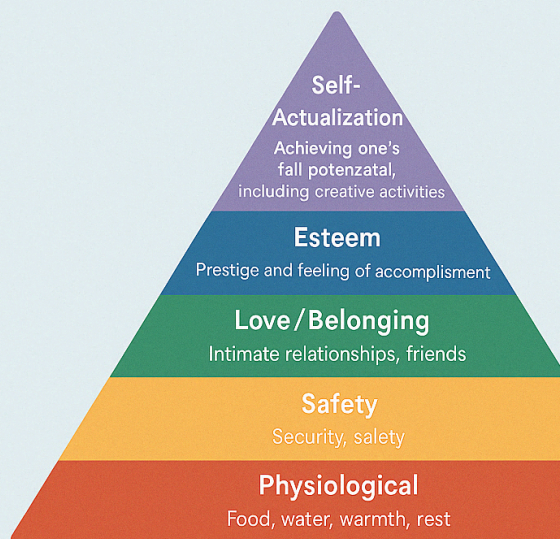 Self-
Actualization
Achieving one's
fall potenzatal,
including creative activities
Esteem
Prestige and feeling of accomplisment
Love/Belonging
Intimate relationships, friends
Safety
Security, salety
Physiological
Food, water, warmth, rest